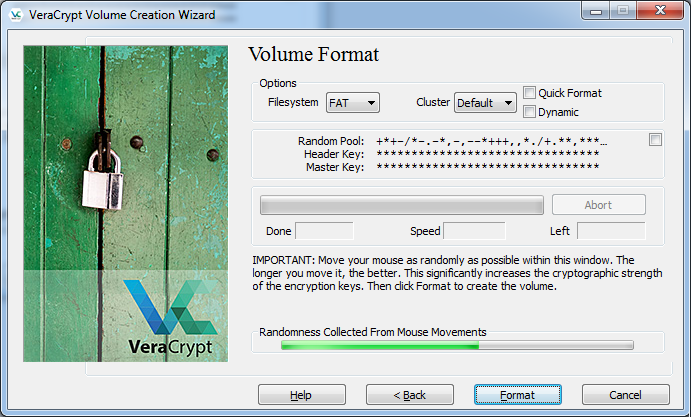 VeraCrypt Volume Creation Wizard
Volume Format
Options
Filesystem FAT Cluster Default Quick Format
Dynamic
Random Pool: +*+-/*-.-*,-,--*+++,,*./+.**,***...
Header Key: ********************************
Master Key: ********************************
Abort
Done Speed Left
IMPORTANT: Move your mouse as randomly as possible within this window. The
longer you move it, the better. This significantly increases the cryptographic strength
of the encryption keys. Then click Format to create the volume.
Randomness Collected From Mouse Movements
VeraCrypt
Help < Back Format Cancel